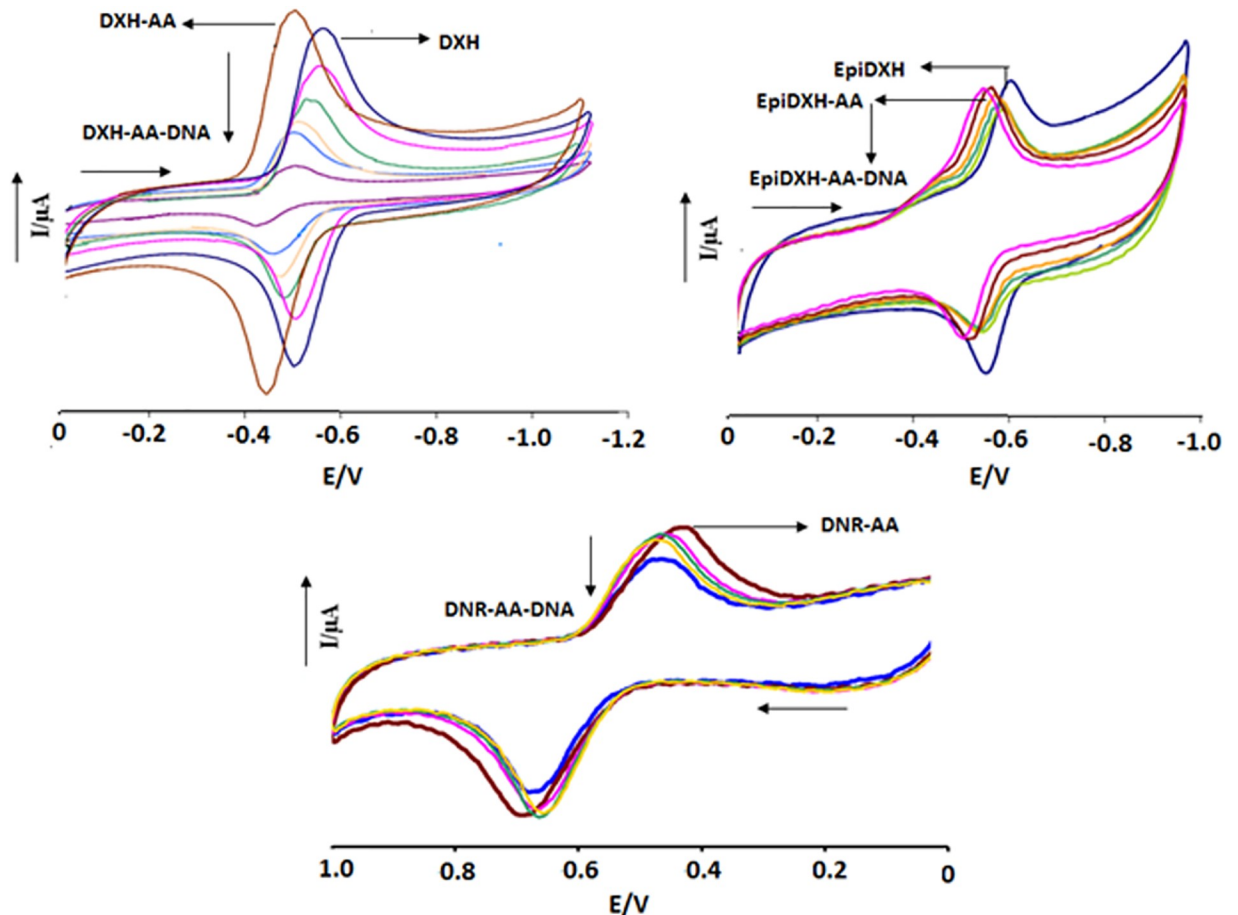 DXH-AA
DXH
DXH-AA-DNA
I/μA
0 -0.2 -0.4 -0.6 -0.8 -1.0 -1.2
E/V
EpiDXH
EpiDXH-AA
EpiDXH-AA-DNA
I/μA
0 -0.2 -0.4 -0.6 -0.8 -1.0
E/V
DNR-AA
DNR-AA-DNA
I/μA
1.0 0.8 0.6 0.4 0.2 0
E/V